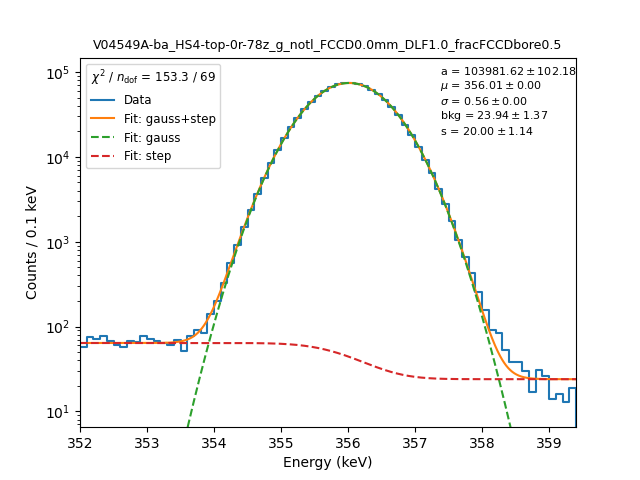 V04549A-ba_HS4-top-0r-78z_g_notl_FCCD0.0mm_DLF1.0_fracFCCDbore0.5
χ² / n_dof = 153.3 / 69
Data
Fit: gauss+step
Fit: gauss
Fit: step
a = 103981.62 ± 102.18
μ = 356.01 ± 0.00
σ = 0.56 ± 0.00
bkg = 23.94 ± 1.37
s = 20.00 ± 1.14
Counts / 0.1 keV
10⁵
10⁴
10³
10²
10¹
352 353 354 355 356 357 358 359
Energy (keV)